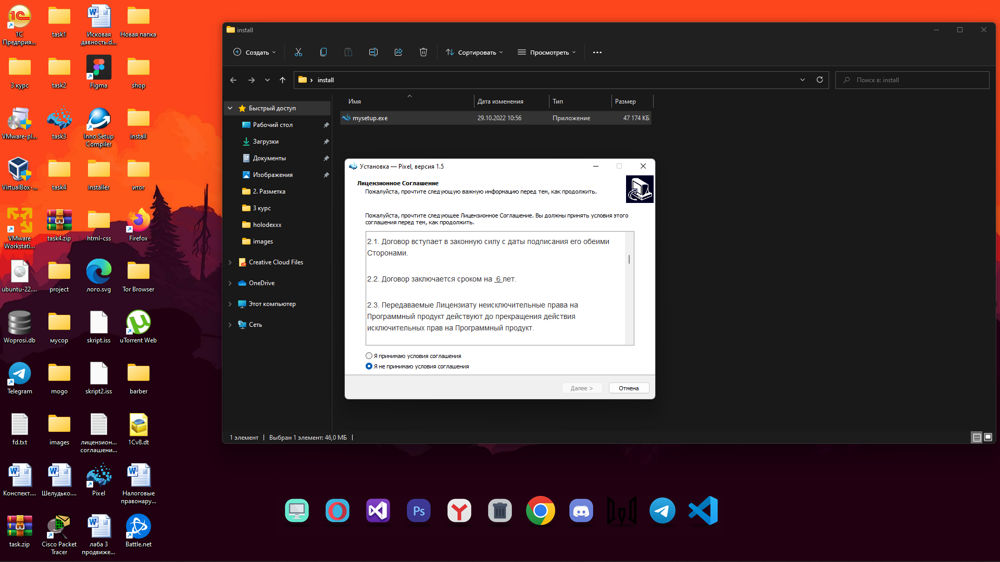 1C
Предприя...
task1
Исковая
давность.d...
Новая папка
3 курс
task2
Figma
shop
VMware-pl...
task3
Inno Setup
Compiler
install
VirtualBox-...
task4
installer
итог
VMware
Workstati...
task4.zip
html-css
Firefox
ubuntu-22....
project
лого.svg
Tor Browser
Woprosi.db
мусор
skript.iss
uTorrent Web
Telegram
mogo
skript2.iss
barber
fd.txt
images
лицензион...
соглашени...
1Cv8.dt
Конспект....
Шелудько....
Pixel
Налоговые
правонару...
task.zip
Cisco Packet
Tracer
лаба 3
продвиже...
Battle.net
install
Создать
Сортировать
Просмотреть
install
Поиск в: install
Быстрый доступ
Рабочий стол
Загрузки
Документы
Изображения
2. Разметка
3 курс
holodexxx
images
Creative Cloud Files
OneDrive
Этот компьютер
Сеть
Имя Дата изменения Тип Размер
mysetup.exe 29.10.2022 10:56 Приложение 47 174 КБ
Установка — Pixel, версия 1.5
Лицензионное Соглашение
Пожалуйста, прочтите следующую важную информацию перед тем, как продолжить.
Пожалуйста, прочтите следующее Лицензионное Соглашение. Вы должны принять условия этого
соглашения перед тем, как продолжить.
2.1. Договор вступает в законную силу с даты подписания его обеими
Сторонами.
2.2. Договор заключается сроком на _6_лет.
2.3. Передаваемые Лицензиату неисключительные права на
Программный продукт действуют до прекращения действия
исключительных прав на Программный продукт.
Я принимаю условия соглашения
Я не принимаю условия соглашения
Далее >
Отмена
1 элемент
Выбран 1 элемент: 46,0 МБ
Ps